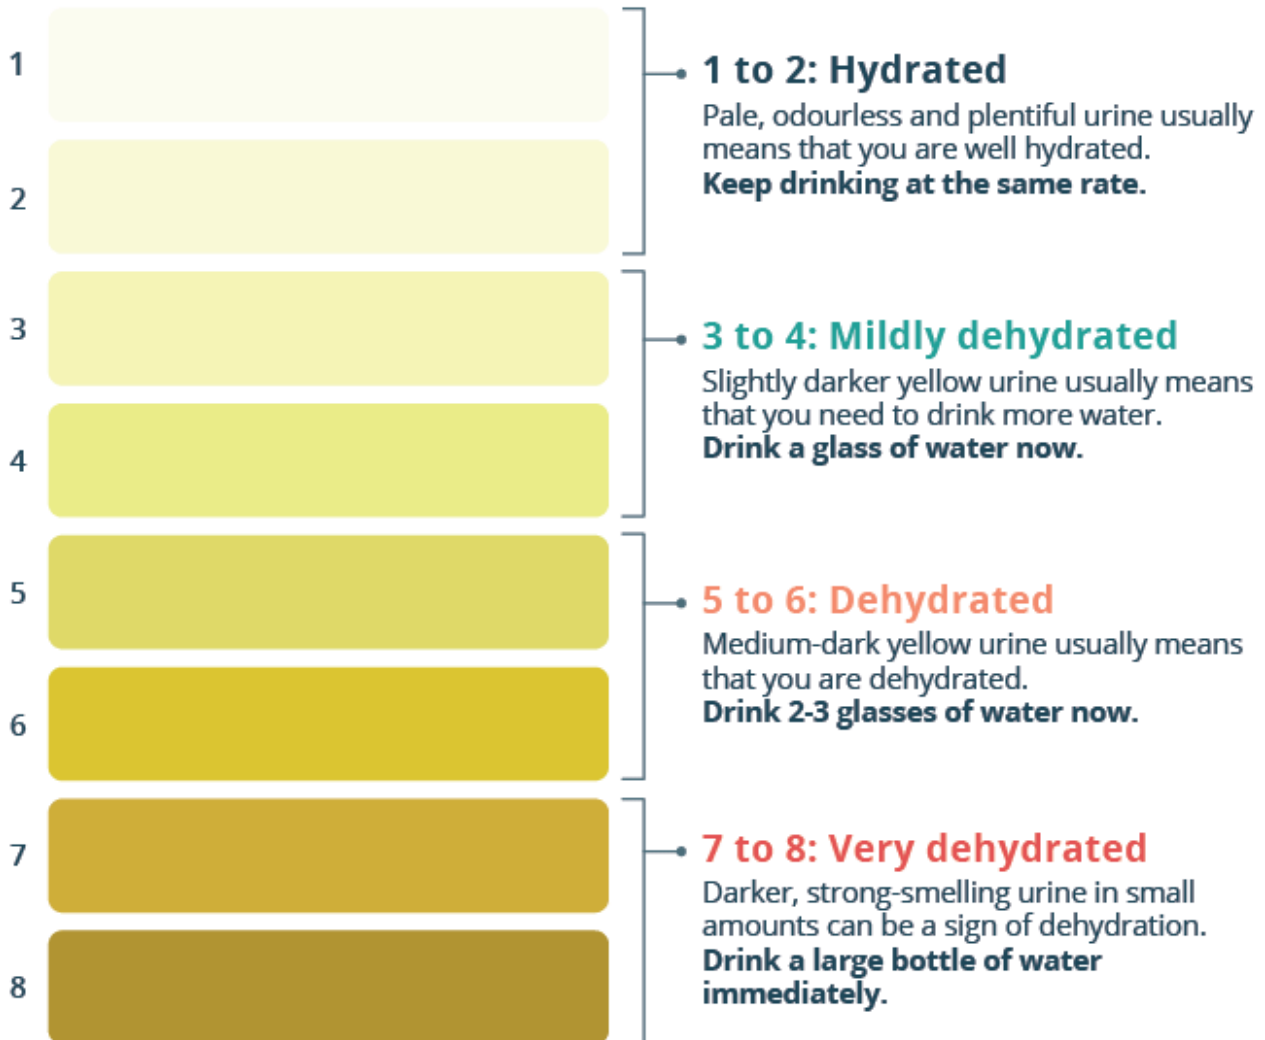 1
2
1 to 2: Hydrated
Pale, odourless and plentiful urine usually
means that you are well hydrated.
Keep drinking at the same rate.
3
4
3 to 4: Mildly dehydrated
Slightly darker yellow urine usually means
that you need to drink more water.
Drink a glass of water now.
5
6
5 to 6: Dehydrated
Medium-dark yellow urine usually means
that you are dehydrated.
Drink 2-3 glasses of water now.
7
8
7 to 8: Very dehydrated
Darker, strong-smelling urine in small
amounts can be a sign of dehydration.
Drink a large bottle of water
immediately.